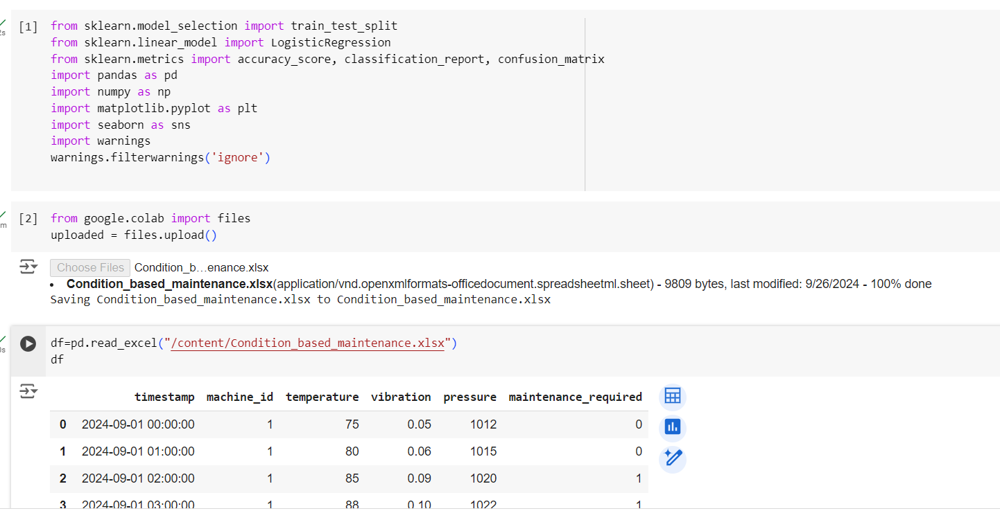 [1] from sklearn.model_selection import train_test_split
from sklearn.linear_model import LogisticRegression
from sklearn.metrics import accuracy_score, classification_report, confusion_matrix
import pandas as pd
import numpy as np
import matplotlib.pyplot as plt
import seaborn as sns
import warnings
warnings.filterwarnings('ignore')
[2] from google.colab import files
uploaded = files.upload()
Choose Files Condition_b…enance.xlsx
• Condition_based_maintenance.xlsx(application/vnd.openxmlformats-officedocument.spreadsheetml.sheet) - 9809 bytes, last modified: 9/26/2024 - 100% done
Saving Condition_based_maintenance.xlsx to Condition_based_maintenance.xlsx
df=pd.read_excel("/content/Condition_based_maintenance.xlsx")
df
timestamp machine_id temperature vibration pressure maintenance_required
0 2024-09-01 00:00:00 1 75 0.05 1012 0
1 2024-09-01 01:00:00 1 80 0.06 1015 0
2 2024-09-01 02:00:00 1 85 0.09 1020 1
3 2024-09-01 03:00:00 1 88 0.10 1022 1